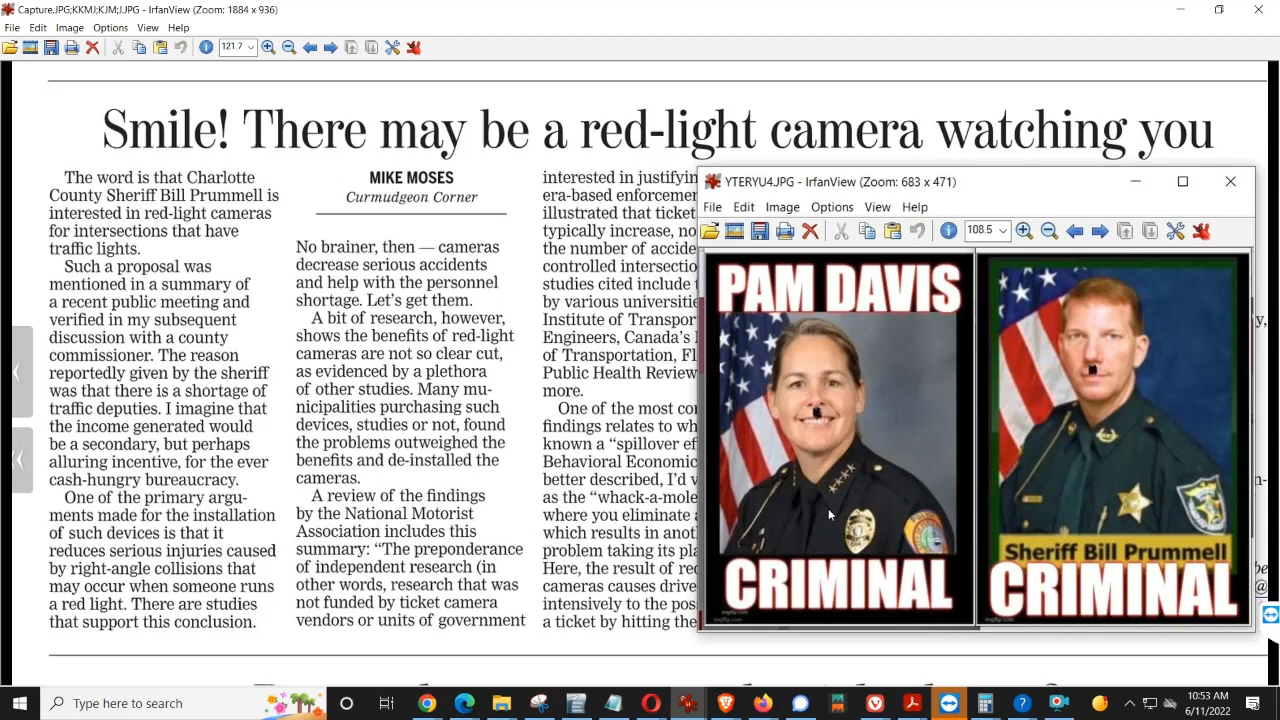 Capture.JPG;KKMJ;KJM;J.JPG - IrfanView (Zoom: 1884 x 936)
File Edit Image Options View Help
121.7
Smile! There may be a red-light camera watching you
The word is that Charlotte
County Sheriff Bill Prummell is
interested in red-light cameras
for intersections that have
traffic lights.
Such a proposal was
mentioned in a summary of
a recent public meeting and
verified in my subsequent
discussion with a county
commissioner. The reason
reportedly given by the sheriff
was that there is a shortage of
traffic deputies. I imagine that
the income generated would
be a secondary, but perhaps
alluring incentive, for the ever
cash-hungry bureaucracy.
One of the primary argu-
ments made for the installation
of such devices is that it
reduces serious injuries caused
by right-angle collisions that
may occur when someone runs
a red light. There are studies
that support this conclusion.
MIKE MOSES
Curmudgeon Corner
No brainer, then — cameras
decrease serious accidents
and help with the personnel
shortage. Let's get them.
A bit of research, however,
shows the benefits of red-light
cameras are not so clear cut,
as evidenced by a plethora
of other studies. Many mu-
nicipalities purchasing such
devices, studies or not, found
the problems outweighed the
benefits and de-installed the
cameras.
A review of the findings
by the National Motorist
Association includes this
summary: “The preponderance
of independent research (in
other words, research that was
not funded by ticket camera
vendors or units of government
interested in justifyin
era-based enforcemen
illustrated that ticket
typically increase, no
the number of accide
controlled intersectio
studies cited include
by various universitie
Institute of Transpor
Engineers, Canada's
of Transportation, Fl
Public Health Review
more.
One of the most co
findings relates to wh
known a “spillover ef
Behavioral Economic
better described, I'd
as the “whack-a-mole
where you eliminate
which results in anot
problem taking its pla
Here, the result of re
cameras causes drive
intensively to the pos
a ticket by hitting the
YTERYU4.JPG - IrfanView (Zoom: 683 x 471)
File Edit Image Options View Help
108.5
PAM DAVIS
CRIMINAL
imgflip.com
Sheriff Bill Prummell
CRIMINAL
imgflip.com
Type here to search
10:53 AM
6/11/2022